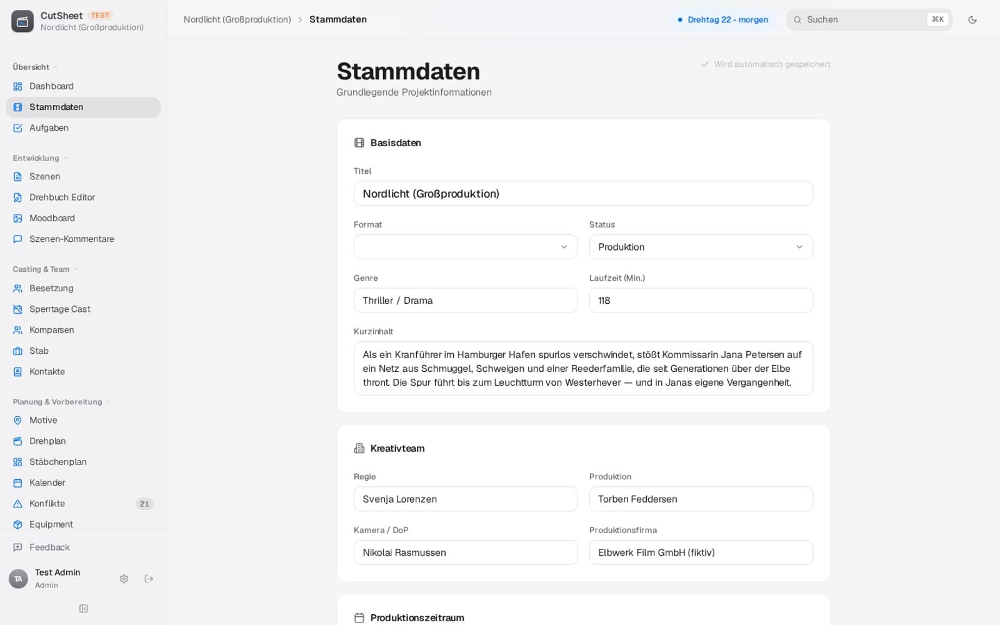 CutSheet TEST
Nordlicht (Großproduktion)
Übersicht
Dashboard
Stammdaten
Aufgaben
Entwicklung
Szenen
Drehbuch Editor
Moodboard
Szenen-Kommentare
Casting & Team
Besetzung
Sperrtage Cast
Komparsen
Stab
Kontakte
Planung & Vorbereitung
Motive
Drehplan
Stäbchenplan
Kalender
Konflikte 21
Equipment
Feedback
TA
Test Admin
Admin
Nordlicht (Großproduktion) > Stammdaten
Drehtag 22 - morgen
Suchen ⌘K
Stammdaten
Wird automatisch gespeichert
Grundlegende Projektinformationen
Basisdaten
Titel
Nordlicht (Großproduktion)
Format Status
Produktion
Genre Laufzeit (Min.)
Thriller / Drama 118
Kurzinhalt
Als ein Kranführer im Hamburger Hafen spurlos verschwindet, stößt Kommissarin Jana Petersen auf
ein Netz aus Schmuggel, Schweigen und einer Reederfamilie, die seit Generationen über der Elbe
thront. Die Spur führt bis zum Leuchtturm von Westerhever — und in Janas eigene Vergangenheit.
Kreativteam
Regie Produktion
Svenja Lorenzen Torben Feddersen
Kamera / DoP Produktionsfirma
Nikolai Rasmussen Elbwerk Film GmbH (fiktiv)
Produktionszeitraum